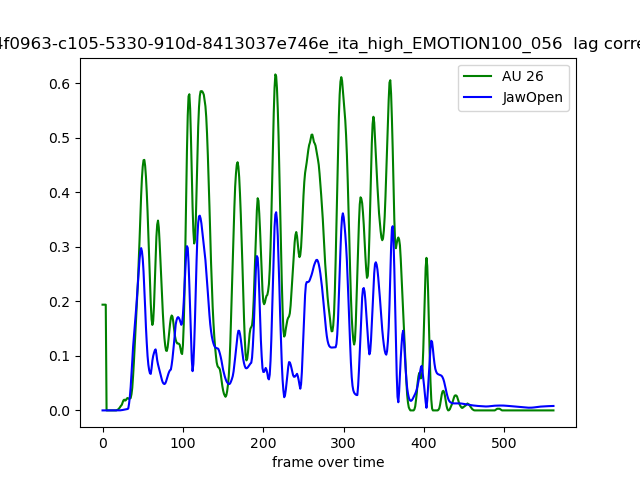 4f0963-c105-5330-910d-8413037e746e_ita_high_EMOTION100_056 lag corre
AU 26
JawOpen
0.6
0.5
0.4
0.3
0.2
0.1
0.0
0 100 200 300 400 500
frame over time